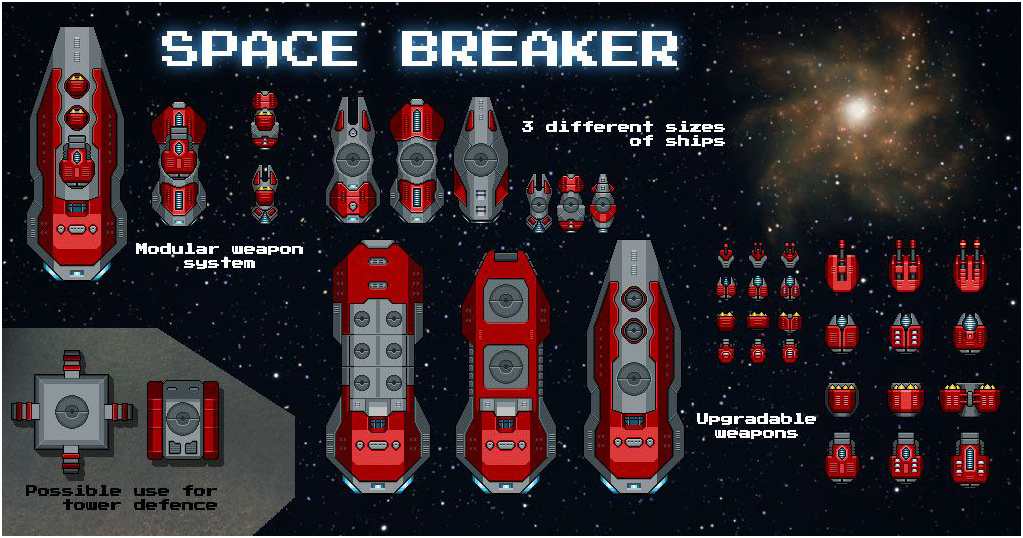 SPACE BREAKER
3 different sizes
of ships
Modular weapon
system
Upgradable
weapons
Possible use for
tower defence